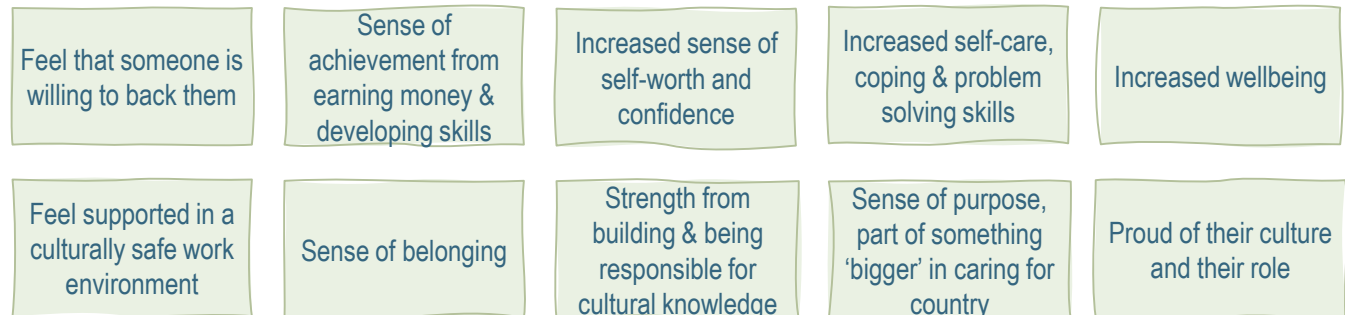 Feel that someone is
willing to back them
Sense of
achievement from
earning money &
developing skills
Increased sense of
self-worth and
confidence
Increased self-care,
coping & problem
solving skills
Increased wellbeing
Feel supported in a
culturally safe work
environment
Sense of belonging
Strength from
building & being
responsible for
cultural knowledge
Sense of purpose,
part of something
‘bigger’ in caring for
country
Proud of their culture
and their role